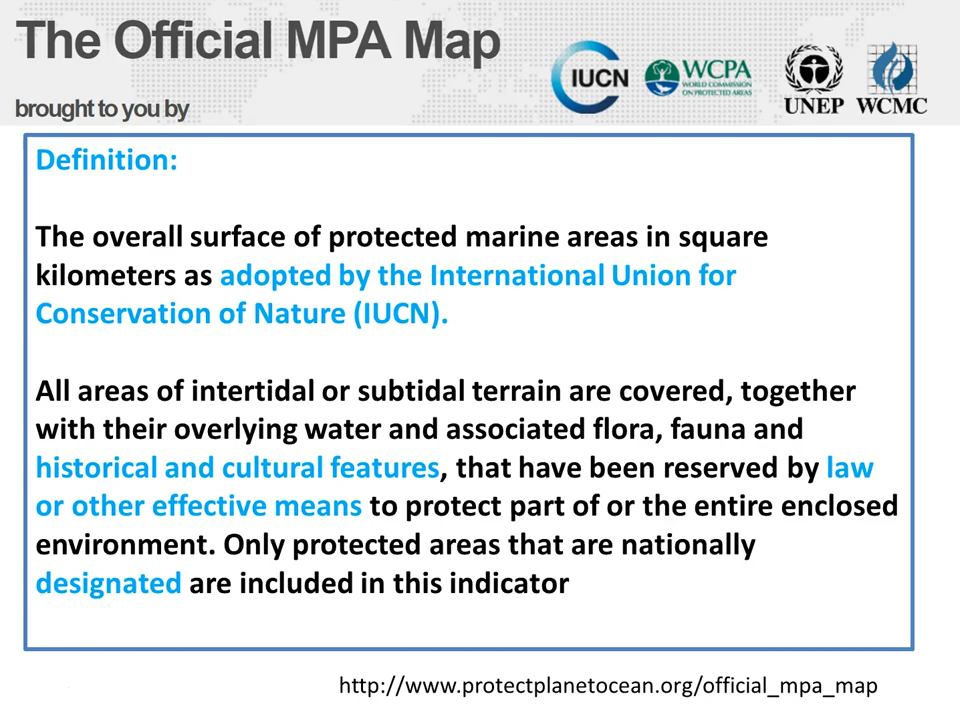 The Official MPA Map
brought to you by
IUCN
WCPA
WORLD COMMISSION
ON PROTECTED AREAS
UNEP
WCMC
Definition:
The overall surface of protected marine areas in square
kilometers as adopted by the International Union for
Conservation of Nature (IUCN).
All areas of intertidal or subtidal terrain are covered, together
with their overlying water and associated flora, fauna and
historical and cultural features, that have been reserved by law
or other effective means to protect part of or the entire enclosed
environment. Only protected areas that are nationally
designated are included in this indicator
http://www.protectplanetocean.org/official_mpa_map